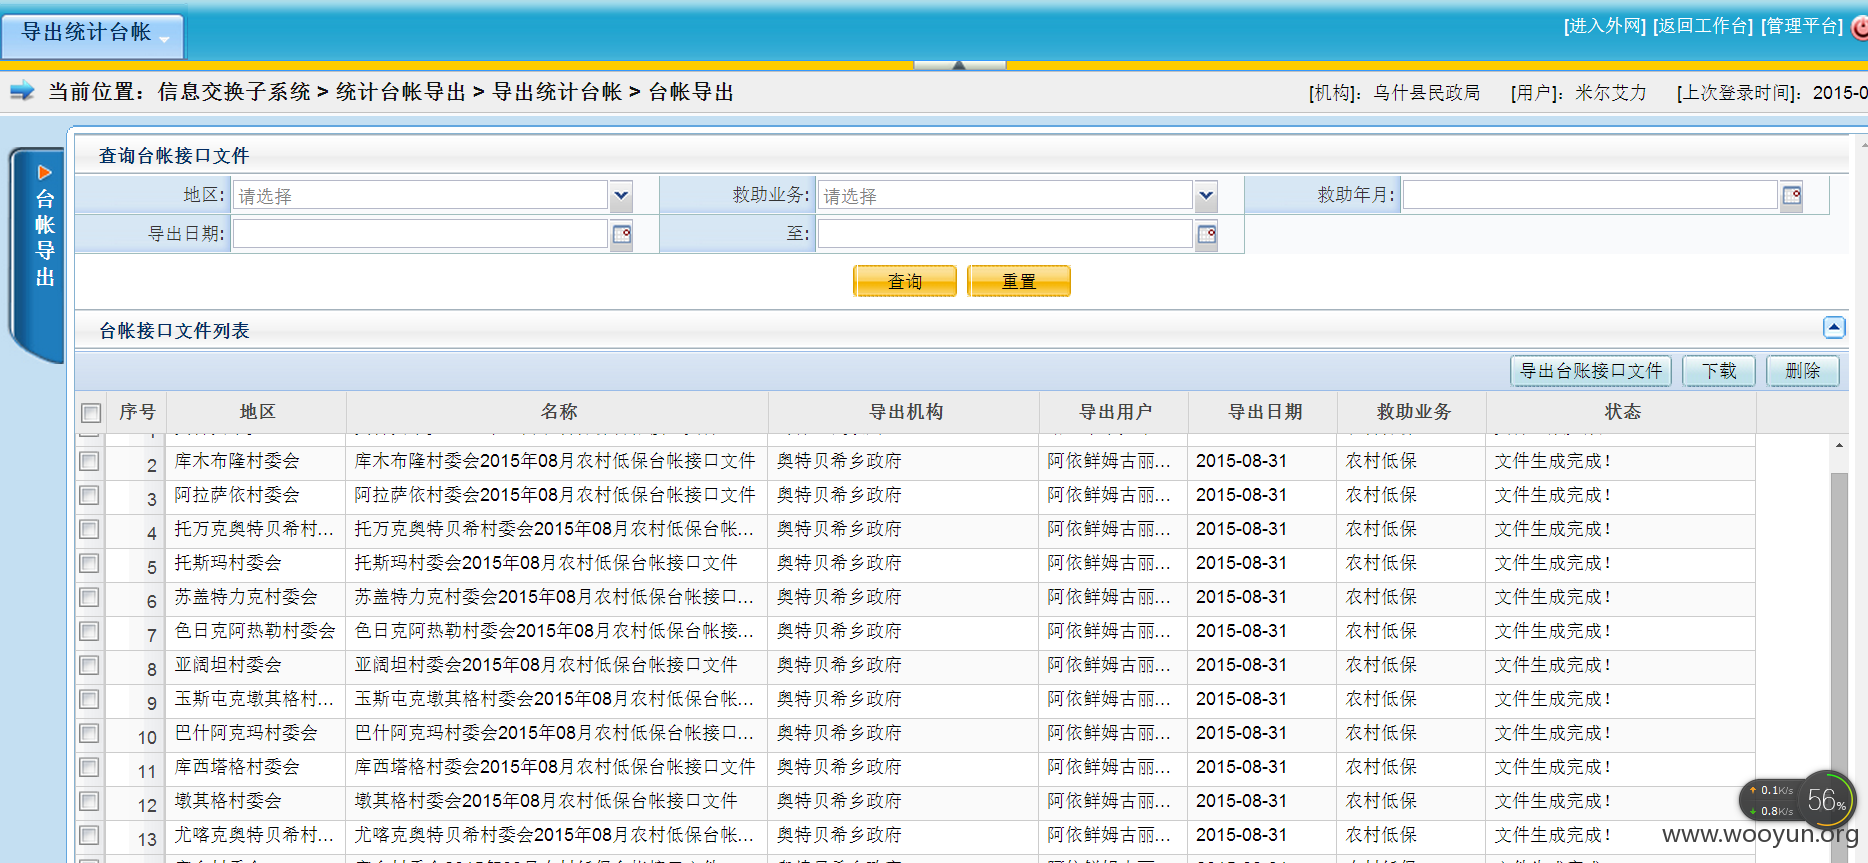 导出统计台帐
[进入外网] [返回工作台] [管理平台]
当前位置：信息交换子系统 > 统计台帐导出 > 导出统计台帐 > 台帐导出
[机构]：乌什县民政局 [用户]：米尔艾力 [上次登录时间]：2015-0
台帐导出
查询台帐接口文件
地区: 请选择 救助业务: 请选择 救助年月:
导出日期: 至:
查询 重置
台帐接口文件列表
导出台账接口文件 下载 删除
序号 地区 名称 导出机构 导出用户 导出日期 救助业务 状态
2 库木布隆村委会 库木布隆村委会2015年08月农村低保台帐接口文件 奥特贝希乡政府 阿依鲜姆古丽... 2015-08-31 农村低保 文件生成完成！
3 阿拉萨依村委会 阿拉萨依村委会2015年08月农村低保台帐接口文件 奥特贝希乡政府 阿依鲜姆古丽... 2015-08-31 农村低保 文件生成完成！
4 托万克奥特贝希村... 托万克奥特贝希村委会2015年08月农村低保台帐... 奥特贝希乡政府 阿依鲜姆古丽... 2015-08-31 农村低保 文件生成完成！
5 托斯玛村委会 托斯玛村委会2015年08月农村低保台帐接口文件 奥特贝希乡政府 阿依鲜姆古丽... 2015-08-31 农村低保 文件生成完成！
6 苏盖特力克村委会 苏盖特力克村委会2015年08月农村低保台帐接口... 奥特贝希乡政府 阿依鲜姆古丽... 2015-08-31 农村低保 文件生成完成！
7 色日克阿热勒村委会 色日克阿热勒村委会2015年08月农村低保台帐接... 奥特贝希乡政府 阿依鲜姆古丽... 2015-08-31 农村低保 文件生成完成！
8 亚阔坦村委会 亚阔坦村委会2015年08月农村低保台帐接口文件 奥特贝希乡政府 阿依鲜姆古丽... 2015-08-31 农村低保 文件生成完成！
9 玉斯屯克墩其格村... 玉斯屯克墩其格村委会2015年08月农村低保台帐... 奥特贝希乡政府 阿依鲜姆古丽... 2015-08-31 农村低保 文件生成完成！
10 巴什阿克玛村委会 巴什阿克玛村委会2015年08月农村低保台帐接口... 奥特贝希乡政府 阿依鲜姆古丽... 2015-08-31 农村低保 文件生成完成！
11 库西塔格村委会 库西塔格村委会2015年08月农村低保台帐接口文件 奥特贝希乡政府 阿依鲜姆古丽... 2015-08-31 农村低保 文件生成完成！
12 墩其格村委会 墩其格村委会2015年08月农村低保台帐接口文件 奥特贝希乡政府 阿依鲜姆古丽... 2015-08-31 农村低保 文件生成完成！
13 尤喀克奥特贝希村... 尤喀克奥特贝希村委会2015年08月农村低保台帐... 奥特贝希乡政府 阿依鲜姆古丽... 2015-08-31 农村低保 文件生成完成！
0.1K/s
0.8K/s
56%
www.wooyun.org